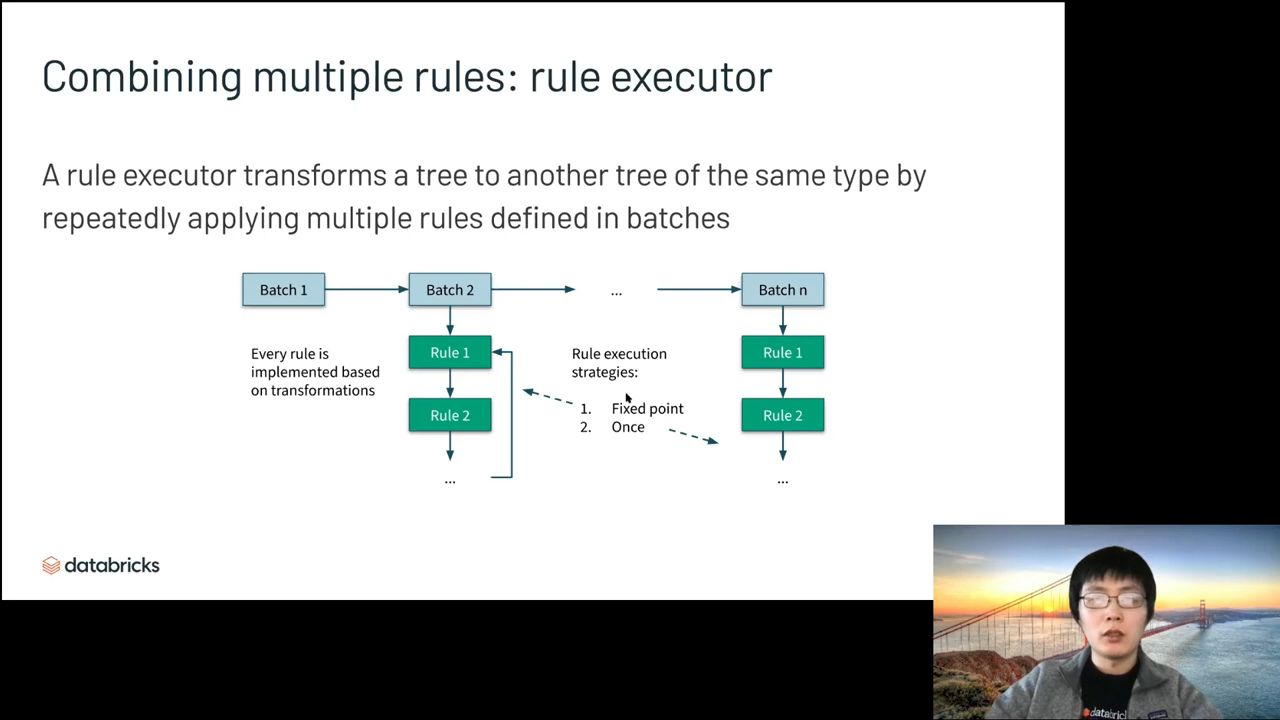 Combining multiple rules: rule executor
A rule executor transforms a tree to another tree of the same type by
repeatedly applying multiple rules defined in batches
Batch 1
Batch 2
...
Batch n
Every rule is
implemented based
on transformations
Rule 1
Rule 2
...
Rule execution
strategies:
1. Fixed point
2. Once
Rule 1
Rule 2
...
databricks
databric